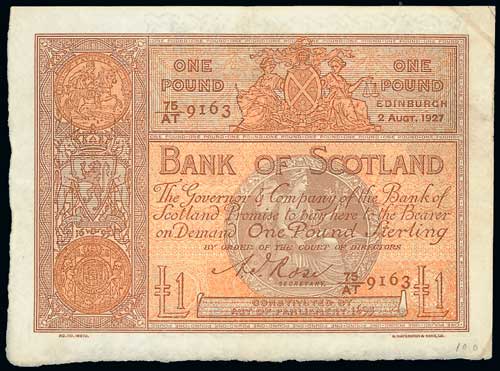 ONE POUND
ONE POUND
75/AT 9163
EDINBURGH
2 AUGT. 1927
BANK OF SCOTLAND
The Governor & Company of the Bank of
Scotland Promise to pay here to the Bearer
on Demand One Pound Sterling
BY ORDER OF THE COURT OF DIRECTORS
A.J. Rose
SECRETARY.
75/AT 9163
£1
£1
CONSTITUTED BY
ACT OF PARLIAMENT 1695
1695
100